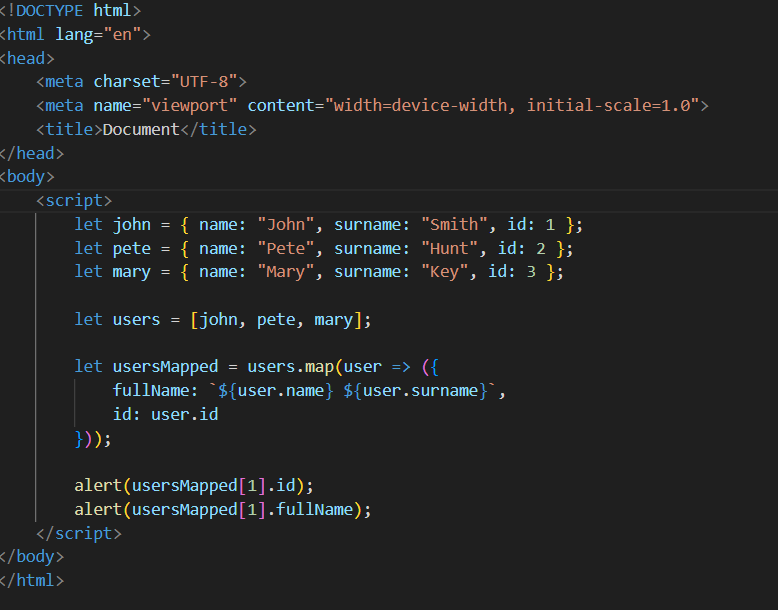 <!DOCTYPE html>
<html lang="en">
<head>
    <meta charset="UTF-8">
    <meta name="viewport" content="width=device-width, initial-scale=1.0">
    <title>Document</title>
</head>
<body>
    <script>
        let john = { name: "John", surname: "Smith", id: 1 };
        let pete = { name: "Pete", surname: "Hunt", id: 2 };
        let mary = { name: "Mary", surname: "Key", id: 3 };

        let users = [john, pete, mary];

        let usersMapped = users.map(user => ({
            fullName: `${user.name} ${user.surname}`,
            id: user.id
        }));

        alert(usersMapped[1].id);
        alert(usersMapped[1].fullName);
    </script>
</body>
</html>